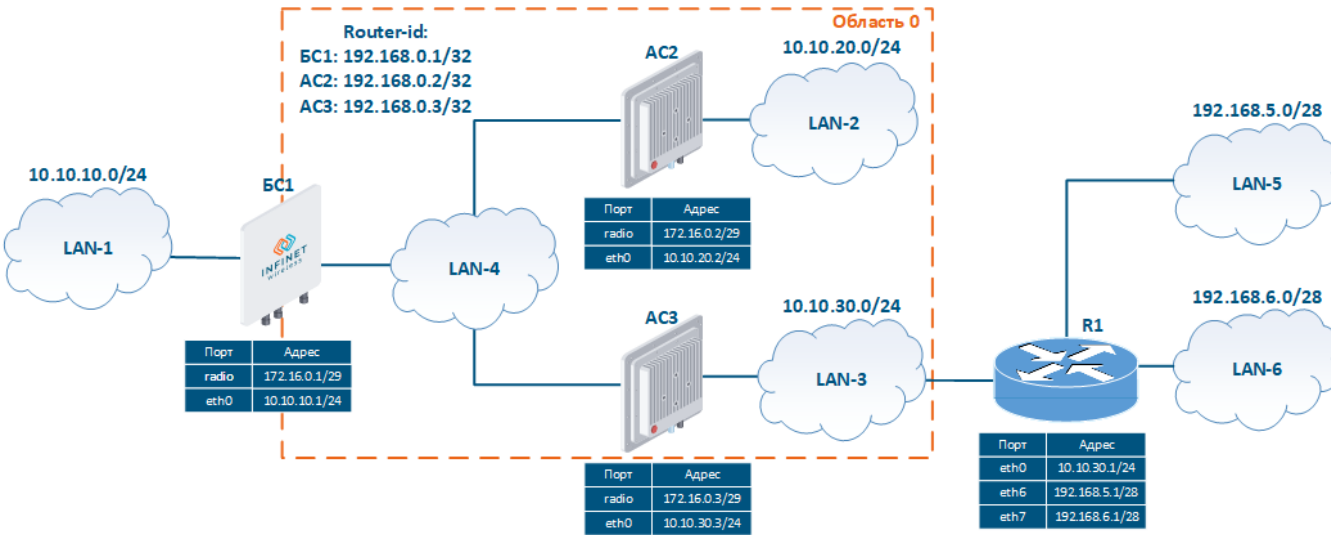 Область 0
Router-id:
БС1: 192.168.0.1/32
АС2: 192.168.0.2/32
АС3: 192.168.0.3/32
АС2
10.10.20.0/24
LAN-2
192.168.5.0/28
LAN-5
10.10.10.0/24
LAN-1
БС1
INFINET
wireless
LAN-4
Порт Адрес
radio 172.16.0.2/29
eth0 10.10.20.2/24
Порт Адрес
radio 172.16.0.1/29
eth0 10.10.10.1/24
АС3
10.10.30.0/24
LAN-3
R1
192.168.6.0/28
LAN-6
Порт Адрес
radio 172.16.0.3/29
eth0 10.10.30.3/24
Порт Адрес
eth0 10.10.30.1/24
eth6 192.168.5.1/28
eth7 192.168.6.1/28